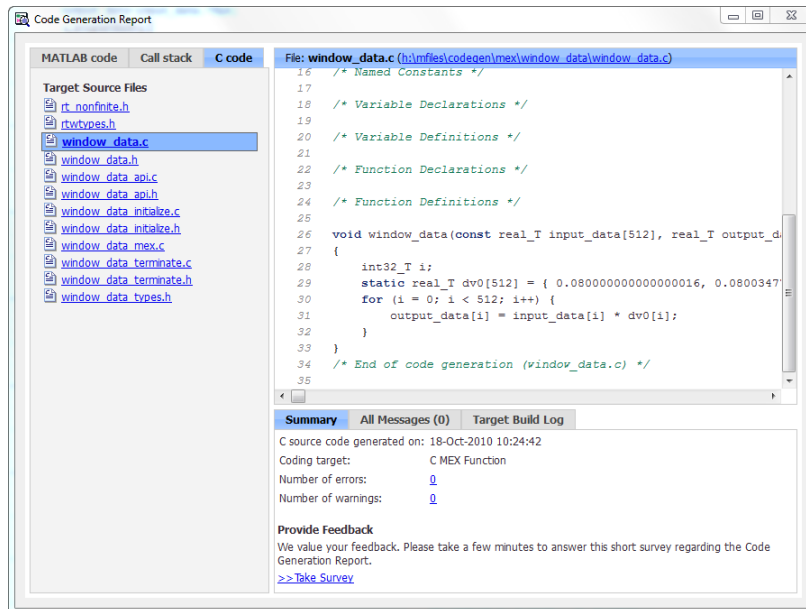 Code Generation Report
MATLAB code Call stack C code
Target Source Files
rt_nonfinite.h
rtwtypes.h
window_data.c
window_data.h
window_data_api.c
window_data_api.h
window_data_initialize.c
window_data_initialize.h
window_data_mex.c
window_data_terminate.c
window_data_terminate.h
window_data_types.h
File: window_data.c (h:\mfiles\codegen\mex\window_data\window_data.c)
16 /* Named Constants */
17
18 /* Variable Declarations */
19
20 /* Variable Definitions */
21
22 /* Function Declarations */
23
24 /* Function Definitions */
25
26 void window_data(const real_T input_data[512], real_T output_da
27 {
28 int32_T i;
29 static real_T dv0[512] = { 0.080000000000000016, 0.0800347
30 for (i = 0; i < 512; i++) {
31 output_data[i] = input_data[i] * dv0[i];
32 }
33 }
34 /* End of code generation (window_data.c) */
35
Summary All Messages (0) Target Build Log
C source code generated on: 18-Oct-2010 10:24:42
Coding target: C MEX Function
Number of errors: 0
Number of warnings: 0
Provide Feedback
We value your feedback. Please take a few minutes to answer this short survey regarding the Code
Generation Report.
>>Take Survey